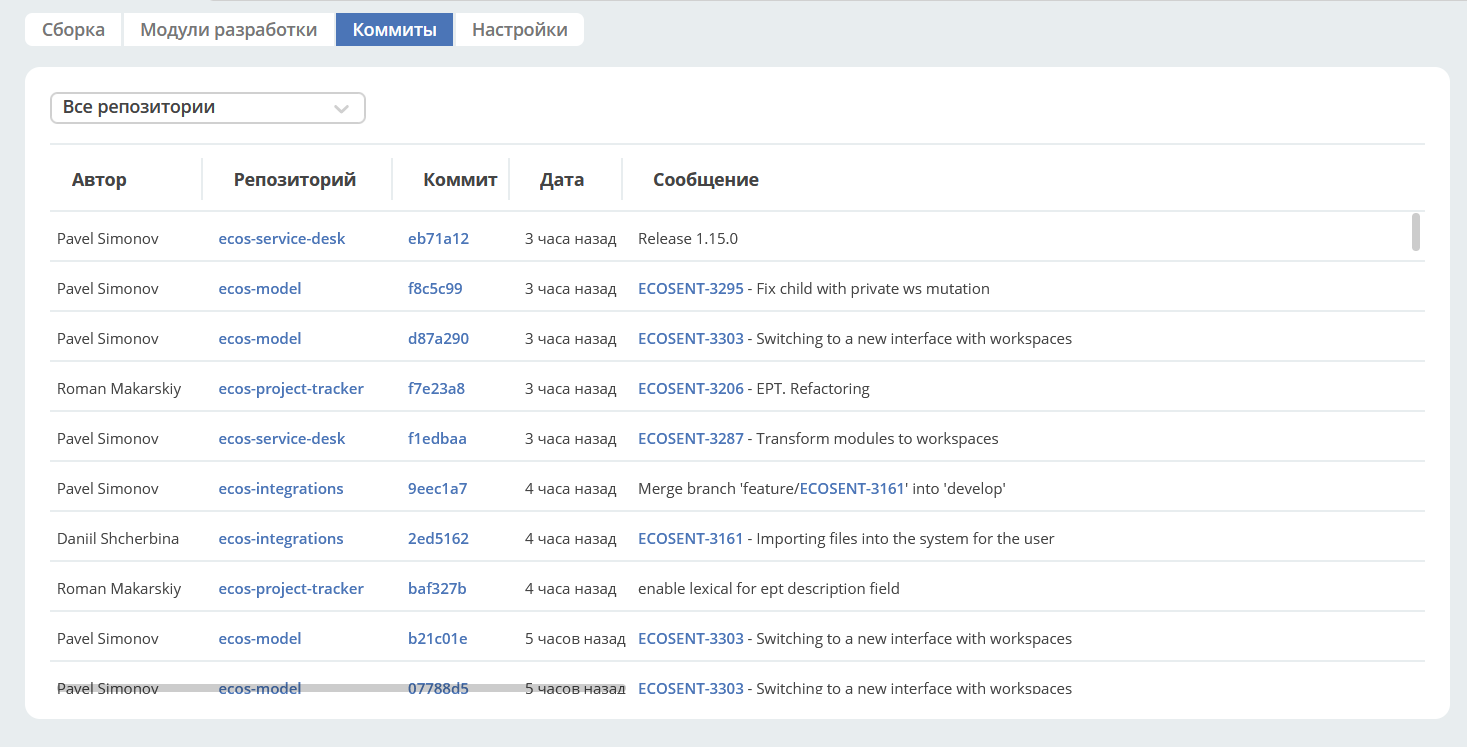 Сборка Модули разработки Коммиты Настройки
Все репозитории
Автор Репозиторий Коммит Дата Сообщение
Pavel Simonov ecos-service-desk eb71a12 3 часа назад Release 1.15.0
Pavel Simonov ecos-model f8c5c99 3 часа назад ECOSENT-3295 - Fix child with private ws mutation
Pavel Simonov ecos-model d87a290 3 часа назад ECOSENT-3303 - Switching to a new interface with workspaces
Roman Makarskiy ecos-project-tracker f7e23a8 3 часа назад ECOSENT-3206 - EPT. Refactoring
Pavel Simonov ecos-service-desk f1edbaa 3 часа назад ECOSENT-3287 - Transform modules to workspaces
Pavel Simonov ecos-integrations 9eec1a7 4 часа назад Merge branch 'feature/ECOSENT-3161' into 'develop'
Daniil Shcherbina ecos-integrations 2ed5162 4 часа назад ECOSENT-3161 - Importing files into the system for the user
Roman Makarskiy ecos-project-tracker baf327b 4 часа назад enable lexical for ept description field
Pavel Simonov ecos-model b21c01e 5 часов назад ECOSENT-3303 - Switching to a new interface with workspaces
Pavel Simonov ecos-model 07788d5 5 часов назад ECOSENT-3303 - Switching to a new interface with workspaces